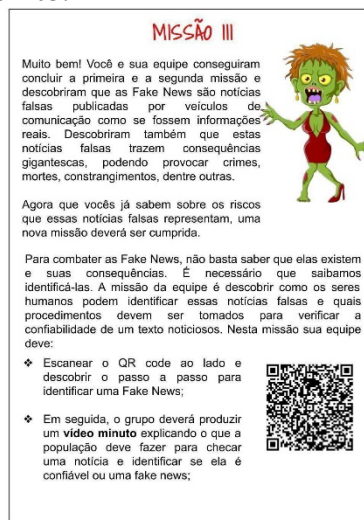 MISSÃO III
Muito bem! Você e sua equipe conseguiram
concluir a primeira e a segunda missão e
descobriram que as Fake News são notícias
falsas publicadas por veículos de
comunicação como se fossem informações
reais. Descobriram também que estas
notícias falsas trazem consequências
gigantescas, podendo provocar crimes,
mortes, constrangimentos, dentre outras.
Agora que vocês já sabem sobre os riscos
que essas notícias falsas representam, uma
nova missão deverá ser cumprida.
Para combater as Fake News, não basta saber que elas existem
e suas consequências. É necessário que saibamos
identificá-las. A missão da equipe é descobrir como os seres
humanos podem identificar essas notícias falsas e quais
procedimentos devem ser tomados para verificar a
confiabilidade de um texto noticiosos. Nesta missão sua equipe
deve:
❖ Escanear o QR code ao lado e
descobrir o passo a passo para
identificar uma Fake News;
❖ Em seguida, o grupo deverá produzir
um vídeo minuto explicando o que a
população deve fazer para checar
uma notícia e identificar se ela é
confiável ou uma fake news;